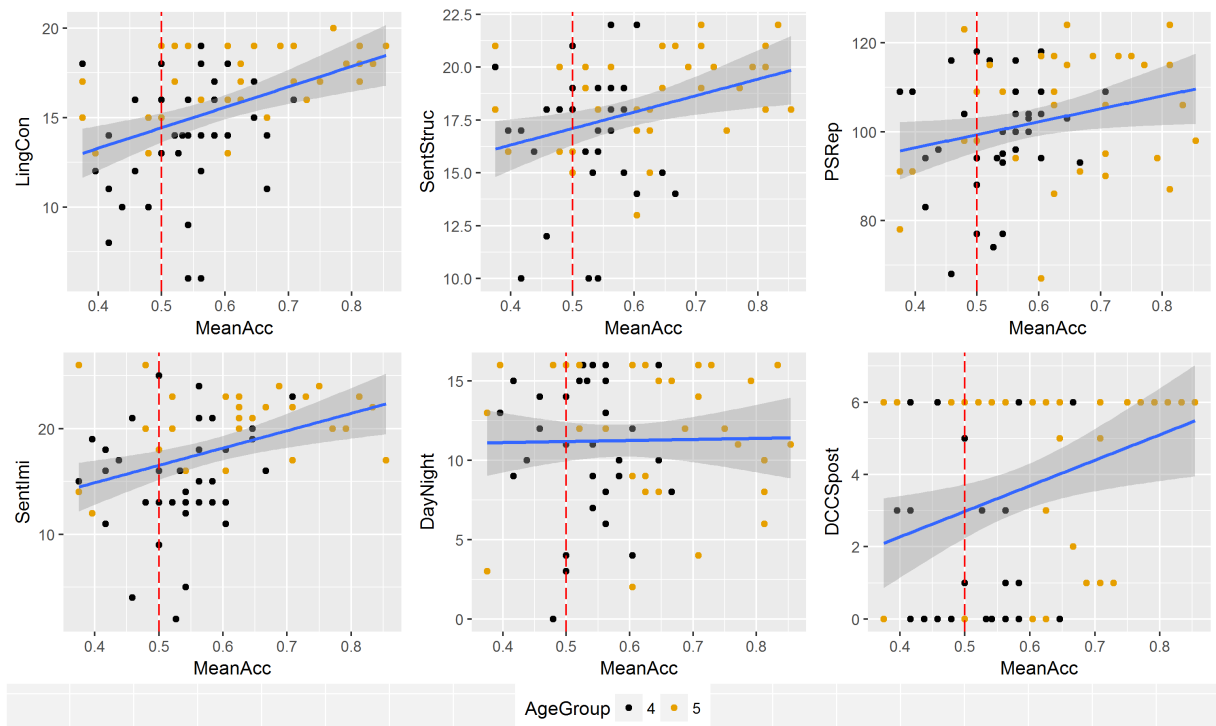 20
15
10
LingCon
0.4 0.5 0.6 0.7 0.8
MeanAcc
22.5
20.0
17.5
15.0
12.5
10.0
SentStruc
0.4 0.5 0.6 0.7 0.8
MeanAcc
120
100
80
PSRep
0.4 0.5 0.6 0.7 0.8
MeanAcc
20
10
SentImi
0.4 0.5 0.6 0.7 0.8
MeanAcc
15
10
5
0
DayNight
0.4 0.5 0.6 0.7 0.8
MeanAcc
6
4
2
0
DCCSpost
0.4 0.5 0.6 0.7 0.8
MeanAcc
AgeGroup 4 5